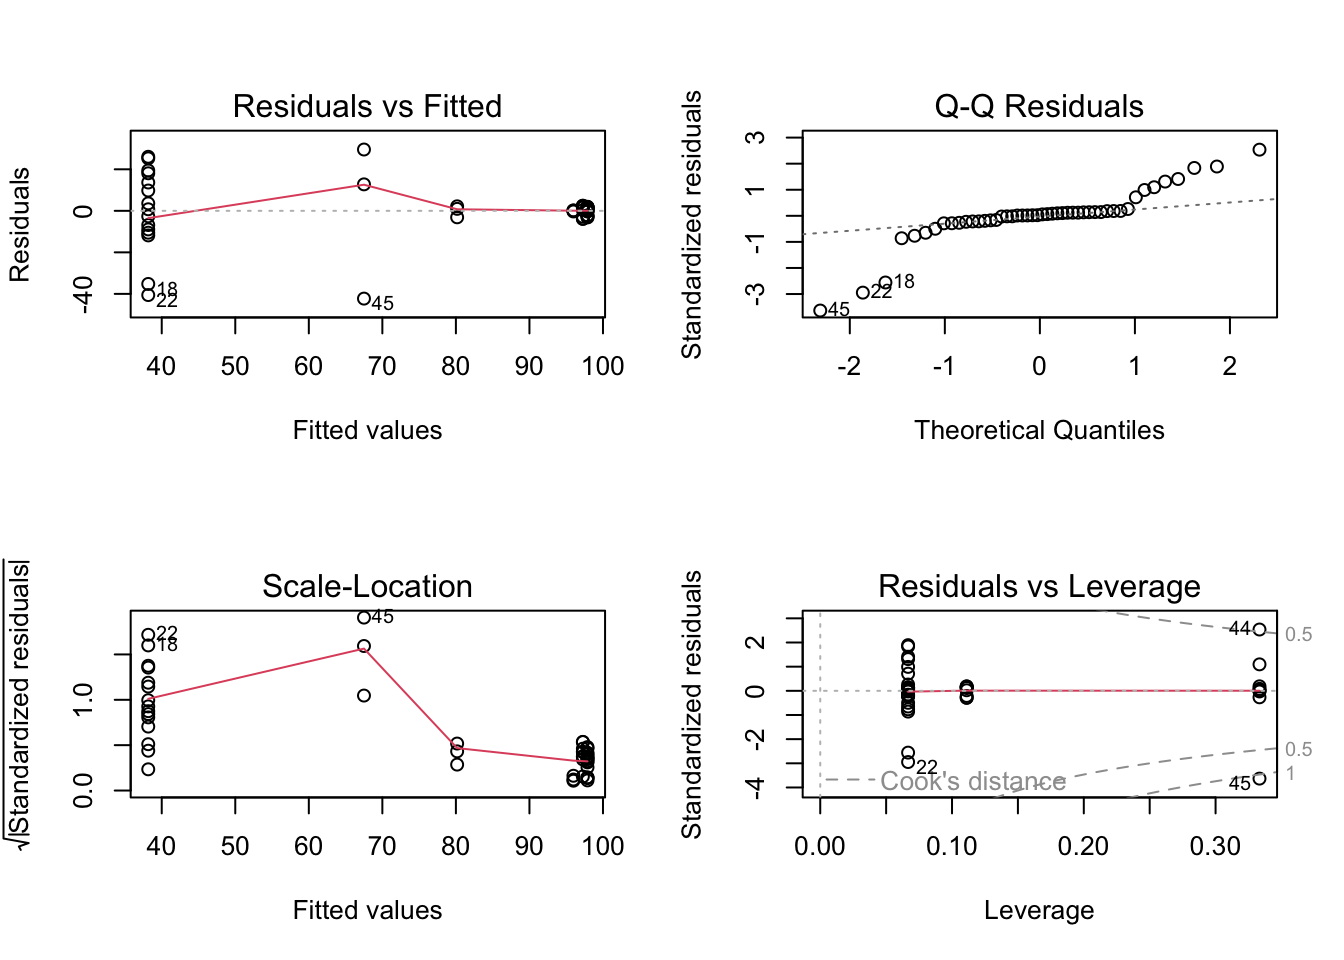 Residuals vs Fitted
Residuals
0
-40
18
22
45
40 50 60 70 80 90 100
Fitted values
Q-Q Residuals
Standardized residuals
3
1
-1
-3
18
22
45
-2 -1 0 1 2
Theoretical Quantiles
Scale-Location
√|Standardized residuals|
1.0
0.0
22
18
45
40 50 60 70 80 90 100
Fitted values
Residuals vs Leverage
Standardized residuals
2
0
-2
-4
44
0.5
0.5
1
22
45
Cook's distance
0.00 0.10 0.20 0.30
Leverage